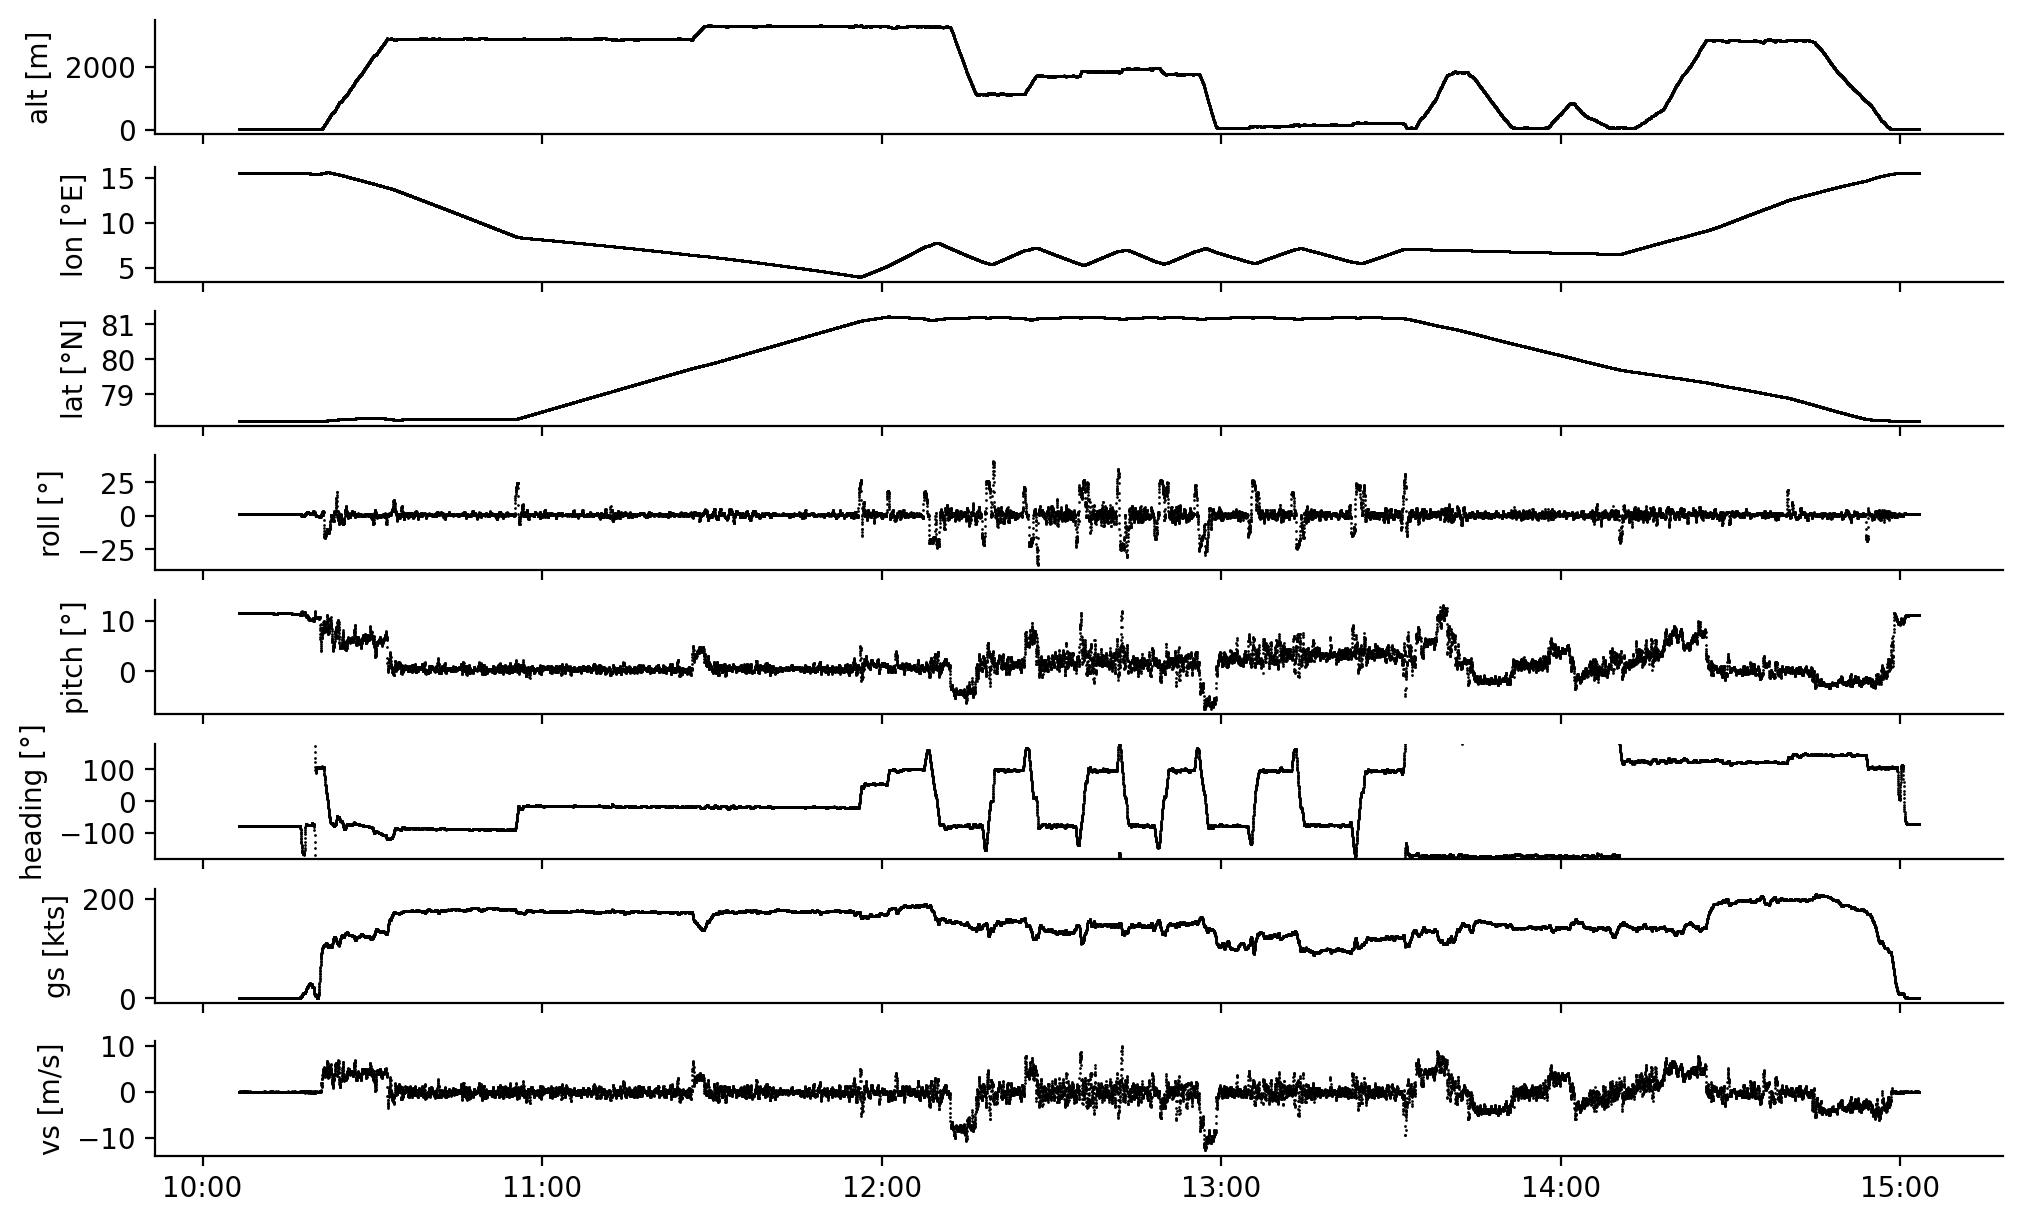 alt [m]
2000
0
lon [°E]
15
10
5
lat [°N]
81
80
79
roll [°]
25
0
−25
pitch [°]
10
0
heading [°]
100
0
−100
gs [kts]
200
0
vs [m/s]
10
0
−10
10:00 11:00 12:00 13:00 14:00 15:00